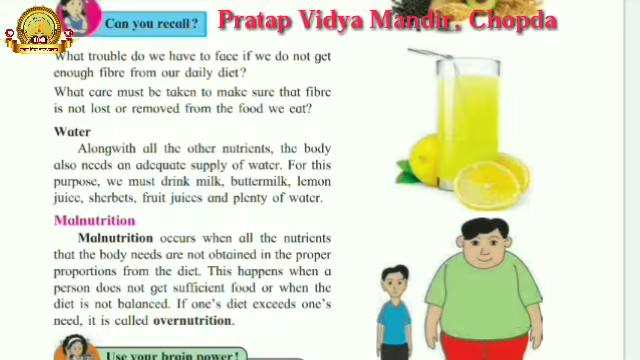 Can you recall?
Pratap Vidya Mandir, Chopda
What trouble do we have to face if we do not get
enough fibre from our daily diet?
What care must be taken to make sure that fibre
is not lost or removed from the food we eat?
Water
Alongwith all the other nutrients, the body
also needs an adequate supply of water. For this
purpose, we must drink milk, buttermilk, lemon
juice, sherbets, fruit juices and plenty of water.
Malnutrition
Malnutrition occurs when all the nutrients
that the body needs are not obtained in the proper
proportions from the diet. This happens when a
person does not get sufficient food or when the
diet is not balanced. If one's diet exceeds one's
need, it is called overnutrition.
Use your brain power!